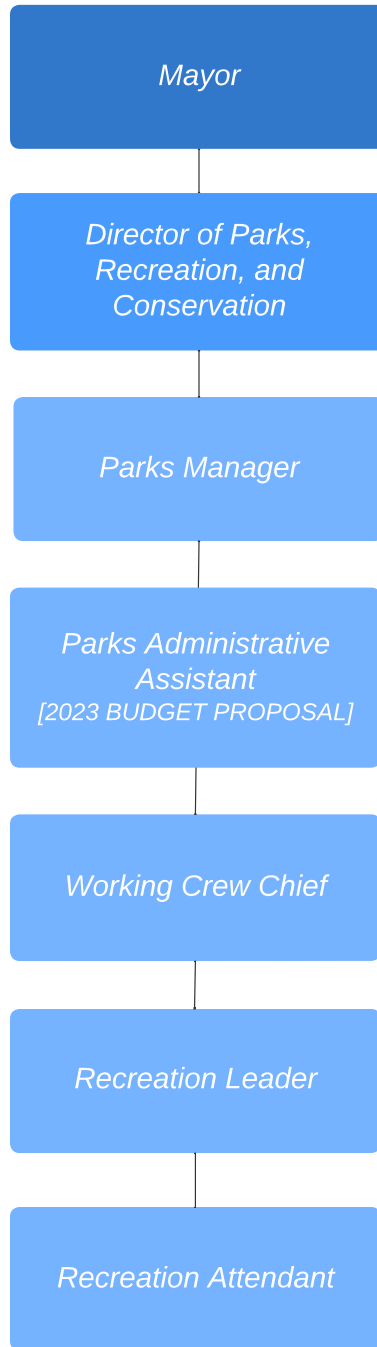 Mayor
Director of Parks,
Recreation, and
Conservation
Parks Manager
Parks Administrative
Assistant
[2023 BUDGET PROPOSAL]
Working Crew Chief
Recreation Leader
Recreation Attendant